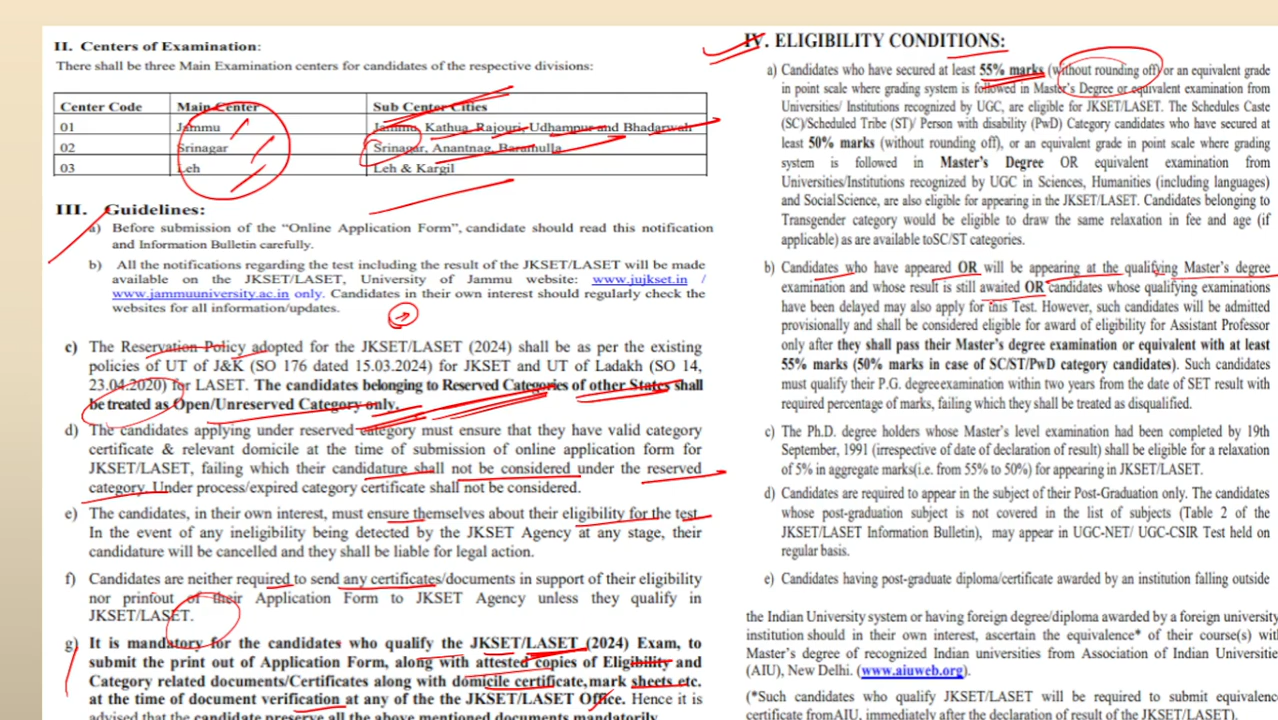 II. Centers of Examination:
There shall be three Main Examination centers for candidates of the respective divisions:
Center Code Main Center Sub Center Cities
01 Jammu Jammu, Kathua, Rajouri, Udhampur and Bhadarwah
02 Srinagar Srinagar, Anantnag, Baramulla,
03 Leh Leh & Kargil
III. Guidelines:
a) Before submission of the “Online Application Form”, candidate should read this notification
and Information Bulletin carefully.
b) All the notifications regarding the test including the result of the JKSET/LASET will be made
available on the JKSET/LASET, University of Jammu website: www.jujkset.in /
www.jammuuniversity.ac.in only. Candidates in their own interest should regularly check the
websites for all information/updates.
c) The Reservation Policy adopted for the JKSET/LASET (2024) shall be as per the existing
policies of UT of J&K (SO 176 dated 15.03.2024) for JKSET and UT of Ladakh (SO 14,
23.04.2020) for LASET. The candidates belonging to Reserved Categories of other States shall
be treated as Open/Unreserved Category only.
d) The candidates applying under reserved category must ensure that they have valid category
certificate & relevant domicile at the time of submission of online application form for
JKSET/LASET, failing which their candidature shall not be considered under the reserved
category. Under process/expired category certificate shall not be considered.
e) The candidates, in their own interest, must ensure themselves about their eligibility for the test.
In the event of any ineligibility being detected by the JKSET Agency at any stage, their
candidature will be cancelled and they shall be liable for legal action.
f) Candidates are neither required to send any certificates/documents in support of their eligibility
nor printout of their Application Form to JKSET Agency unless they qualify in
JKSET/LASET.
g) It is mandatory for the candidates who qualify the JKSET/LASET (2024) Exam, to
submit the print out of Application Form, along with attested copies of Eligibility and
Category related documents/Certificates along with domicile certificate, mark sheets etc.
at the time of document verification at any of the the JKSET/LASET Office. Hence it is
advised that the candidate preserve all the above mentioned documents mandatorily
IV. ELIGIBILITY CONDITIONS:
a) Candidates who have secured at least 55% marks (without rounding off) or an equivalent grade
in point scale where grading system is followed in Master’s Degree or equivalent examination from
Universities/ Institutions recognized by UGC, are eligible for JKSET/LASET. The Schedules Caste
(SC)/Scheduled Tribe (ST)/ Person with disability (PwD) Category candidates who have secured at
least 50% marks (without rounding off), or an equivalent grade in point scale where grading
system is followed in Master’s Degree OR equivalent examination from
Universities/Institutions recognized by UGC in Sciences, Humanities (including languages)
and SocialScience, are also eligible for appearing in the JKSET/LASET. Candidates belonging to
Transgender category would be eligible to draw the same relaxation in fee and age (if
applicable) as are available toSC/ST categories.
b) Candidates who have appeared OR will be appearing at the qualifying Master’s degree
examination and whose result is still awaited OR candidates whose qualifying examinations
have been delayed may also apply for this Test. However, such candidates will be admitted
provisionally and shall be considered eligible for award of eligibility for Assistant Professor
only after they shall pass their Master’s degree examination or equivalent with at least
55% marks (50% marks in case of SC/ST/PwD category candidates). Such candidates
must qualify their P.G. degreeexamination within two years from the date of SET result with
required percentage of marks, failing which they shall be treated as disqualified.
c) The Ph.D. degree holders whose Master’s level examination had been completed by 19th
September, 1991 (irrespective of date of declaration of result) shall be eligible for a relaxation
of 5% in aggregate marks(i.e. from 55% to 50%) for appearing in JKSET/LASET.
d) Candidates are required to appear in the subject of their Post-Graduation only. The candidates
whose post-graduation subject is not covered in the list of subjects (Table 2 of the
JKSET/LASET Information Bulletin), may appear in UGC-NET/ UGC-CSIR Test held on
regular basis.
e) Candidates having post-graduate diploma/certificate awarded by an institution falling outside
the Indian University system or having foreign degree/diploma awarded by a foreign university
institution should in their own interest, ascertain the equivalence* of their course(s) with
Master’s degree of recognized Indian universities from Association of Indian Universitie
(AIU), New Delhi. (www.aiuweb.org).
(*Such candidates who qualify JKSET/LASET will be required to submit equivalenc
certificate fromAIU, immediately after the declaration of result of the JKSET/LASET).